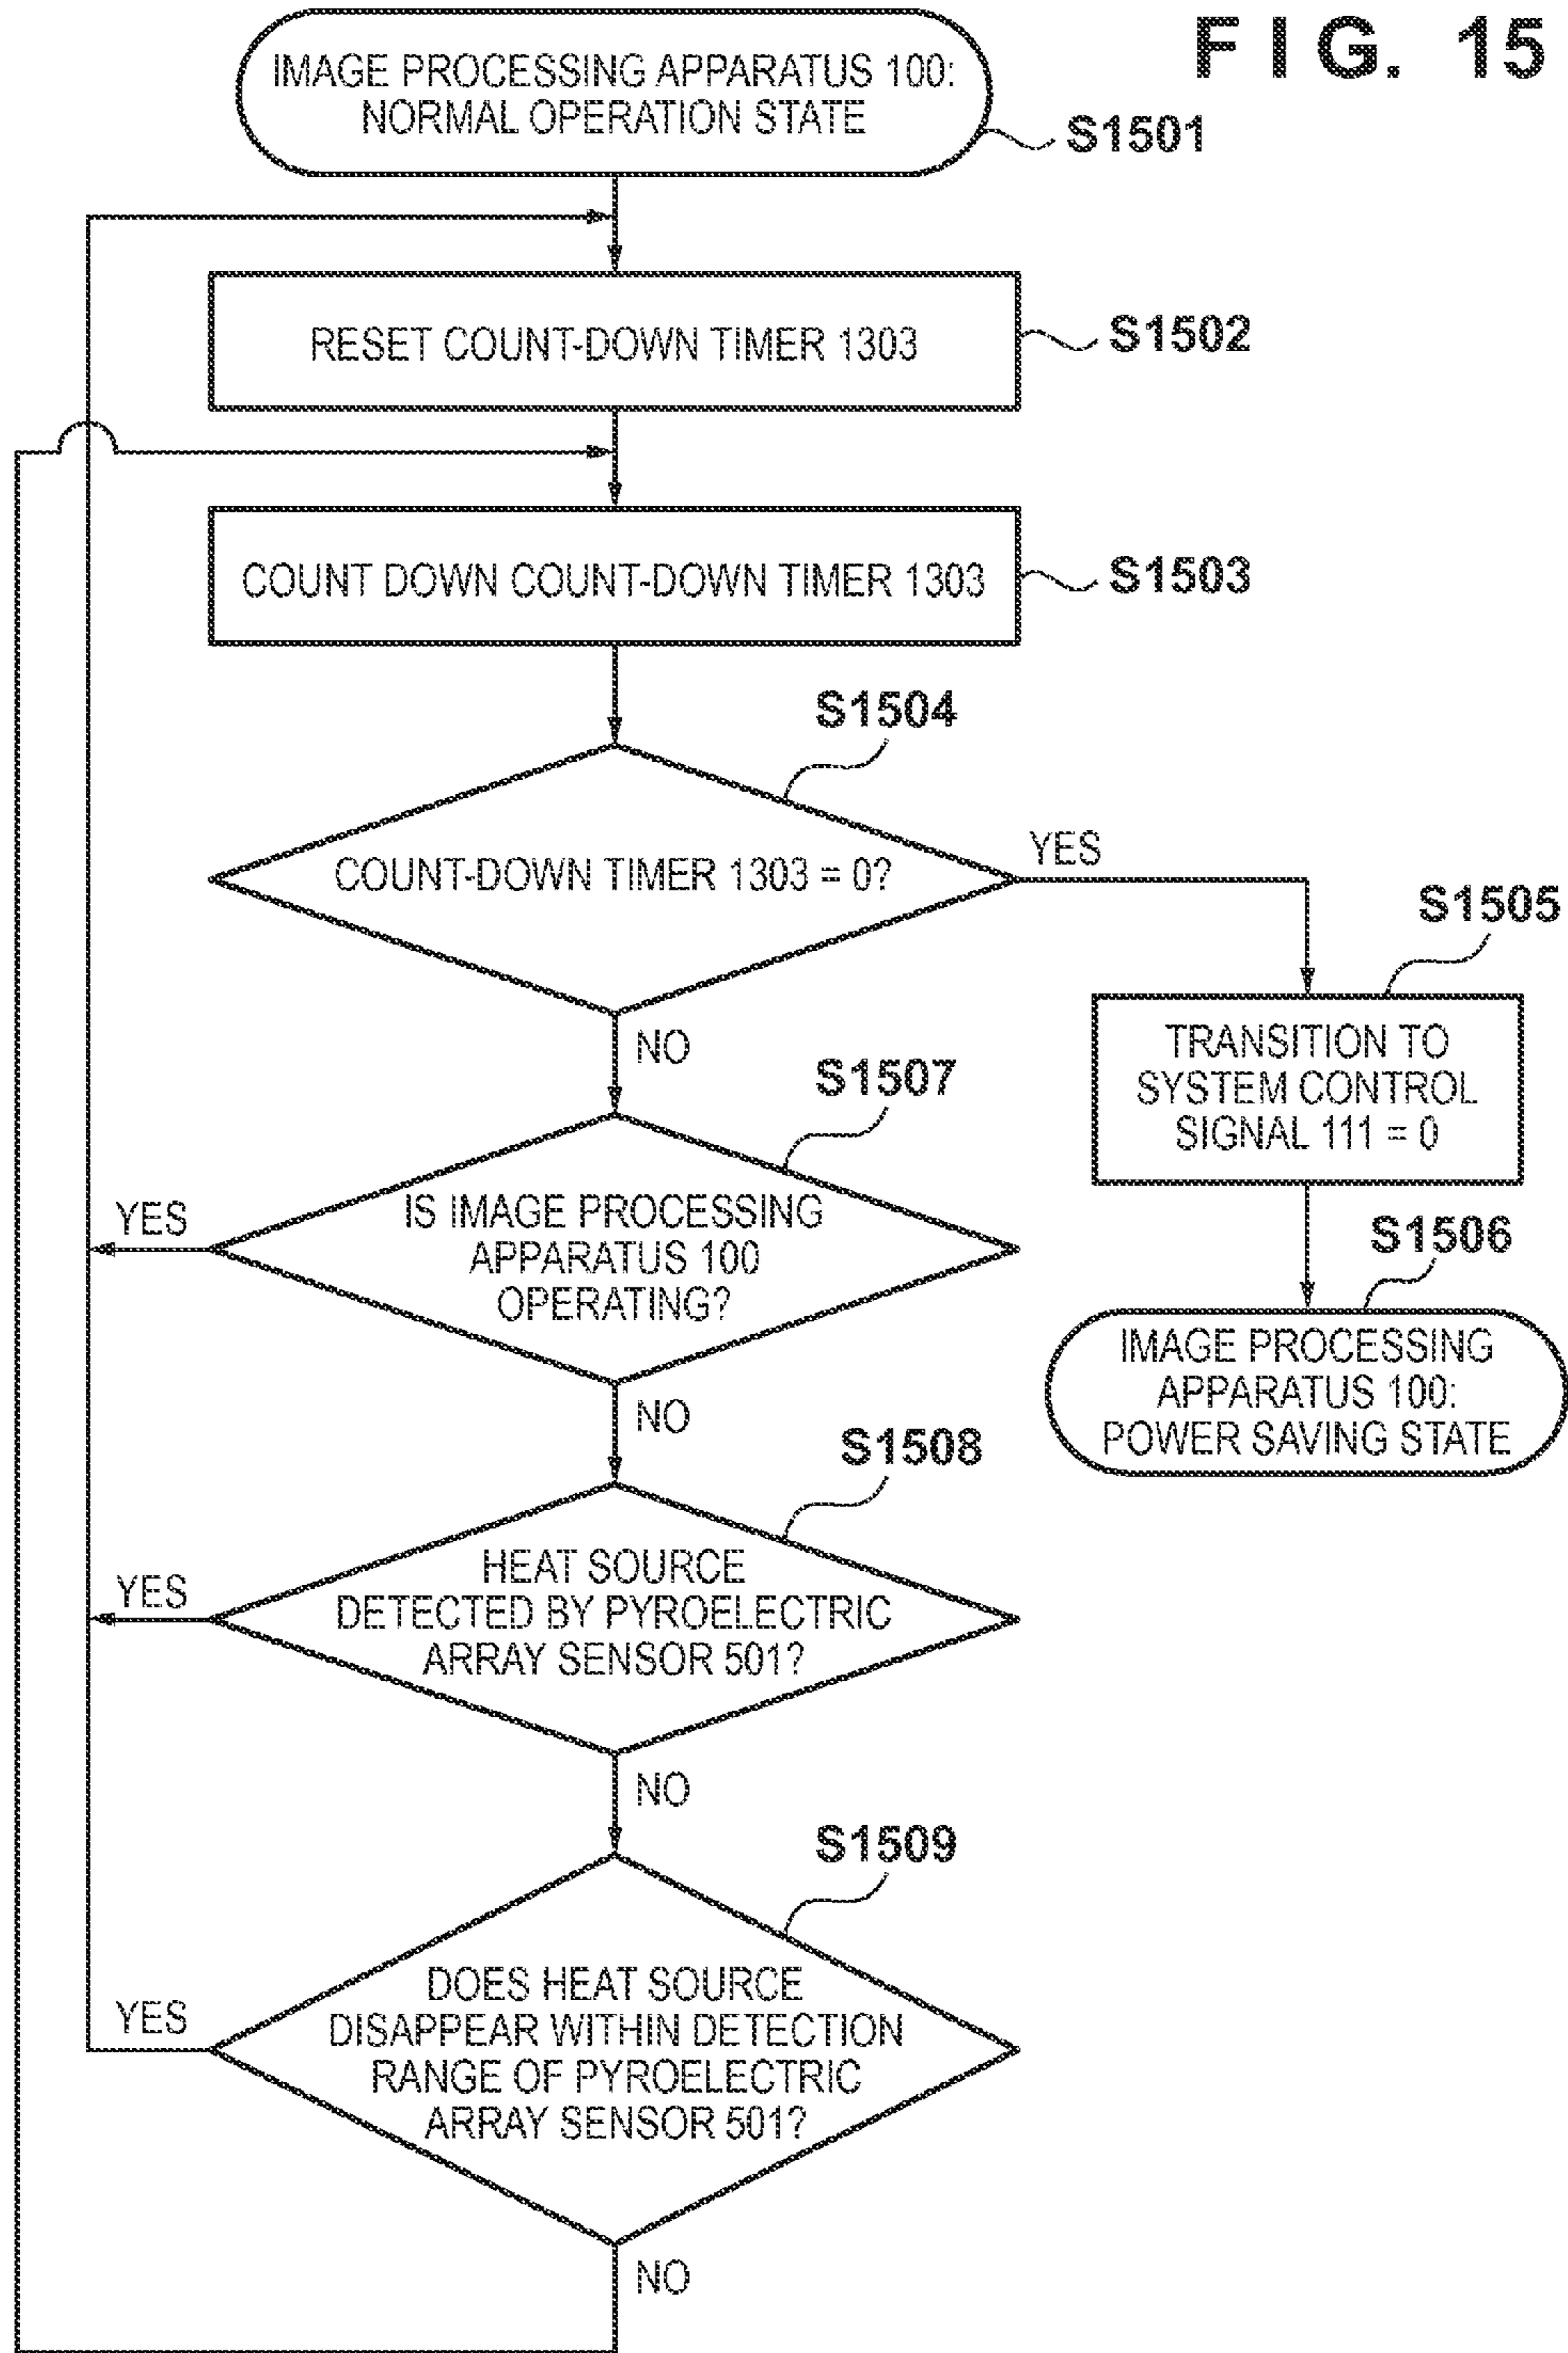 FIG. 15
IMAGE PROCESSING APPARATUS 100:
NORMAL OPERATION STATE
S1501
RESET COUNT-DOWN TIMER 1303
S1502
COUNT DOWN COUNT-DOWN TIMER 1303
S1503
S1504
COUNT-DOWN TIMER 1303 = 0?
YES
NO
S1505
TRANSITION TO
SYSTEM CONTROL
SIGNAL 111 = 0
S1506
IMAGE PROCESSING
APPARATUS 100:
POWER SAVING STATE
S1507
IS IMAGE PROCESSING
APPARATUS 100
OPERATING?
YES
NO
S1508
HEAT SOURCE
DETECTED BY PYROELECTRIC
ARRAY SENSOR 501?
YES
NO
S1509
DOES HEAT SOURCE
DISAPPEAR WITHIN DETECTION
RANGE OF PYROELECTRIC
ARRAY SENSOR 501?
YES
NO